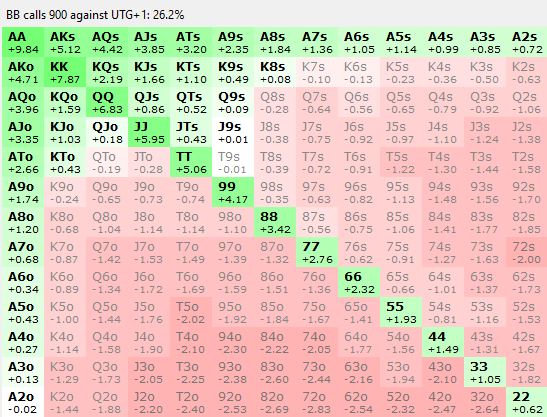 BB calls 900 against UTG+1: 26.2%
AA AKs AQs AJs ATs A9s A8s A7s A6s A5s A4s A3s A2s
+9.84 +5.12 +4.42 +3.85 +3.20 +2.35 +1.84 +1.36 +1.05 +1.14 +0.99 +0.85 +0.72
AKo KK KQs KJs KTs K9s K8s K7s K6s K5s K4s K3s K2s
+4.71 +7.87 +2.19 +1.66 +1.10 +0.49 +0.08 -0.10 -0.13 -0.23 -0.36 -0.50 -0.63
AQo KQo QQ QJs QTs Q9s Q8s Q7s Q6s Q5s Q4s Q3s Q2s
+3.96 +1.59 +6.83 +0.86 +0.52 +0.09 -0.28 -0.64 -0.56 -0.65 -0.79 -0.92 -1.06
AJo KJo QJo JJ JTs J9s J8s J7s J6s J5s J4s J3s J2s
+3.35 +1.03 +0.18 +5.95 +0.43 +0.01 -0.38 -0.75 -0.92 -0.97 -1.10 -1.24 -1.38
ATo KTo QTo JTo TT T9s T8s T7s T6s T5s T4s T3s T2s
+2.66 +0.43 -0.19 -0.28 +5.06 -0.01 -0.39 -0.72 -0.91 -1.22 -1.30 -1.44 -1.58
A9o K9o Q9o J9o T9o 99 98s 97s 96s 95s 94s 93s 92s
+1.74 -0.24 -0.65 -0.73 -0.74 +4.17 -0.35 -0.63 -0.82 -1.13 -1.48 -1.56 -1.70
A8o K8o Q8o J8o T8o 98o 88 87s 86s 85s 84s 83s 82s
+1.20 -0.68 -1.04 -1.14 -1.14 -1.10 +3.42 -0.56 -0.75 -1.06 -1.41 -1.77 -1.85
A7o K7o Q7o J7o T7o 97o 87o 77 76s 75s 74s 73s 72s
+0.68 -0.87 -1.42 -1.53 -1.49 -1.39 -1.32 +2.76 -0.62 -0.91 -1.27 -1.63 -2.00
A6o K6o Q6o J6o T6o 96o 86o 76o 66 65s 64s 63s 62s
+0.34 -0.89 -1.34 -1.72 -1.69 -1.59 -1.51 -1.36 +2.32 -0.66 -1.01 -1.37 -1.73
A5o K5o Q5o J5o T5o 95o 85o 75o 65o 55 54s 53s 52s
+0.43 -1.00 -1.44 -1.76 -2.02 -1.92 -1.84 -1.67 -1.41 +1.93 -0.81 -1.16 -1.53
A4o K4o Q4o J4o T4o 94o 84o 74o 64o 54o 44 43s 42s
+0.27 -1.14 -1.58 -1.90 -2.10 -2.30 -2.22 -2.05 -1.77 -1.56 +1.49 -1.31 -1.67
A3o K3o Q3o J3o T3o 93o 83o 73o 63o 53o 43o 33 32s
+0.13 -1.29 -1.73 -2.05 -2.25 -2.38 -2.60 -2.44 -2.16 -1.94 -2.10 +1.05 -1.82
A2o K2o Q2o J2o T2o 92o 82o 72o 62o 52o 42o 32o 22
-0.02 -1.44 -1.88 -2.20 -2.40 -2.53 -2.69 -2.83 -2.54 -2.32 -2.47 -2.64 +0.62